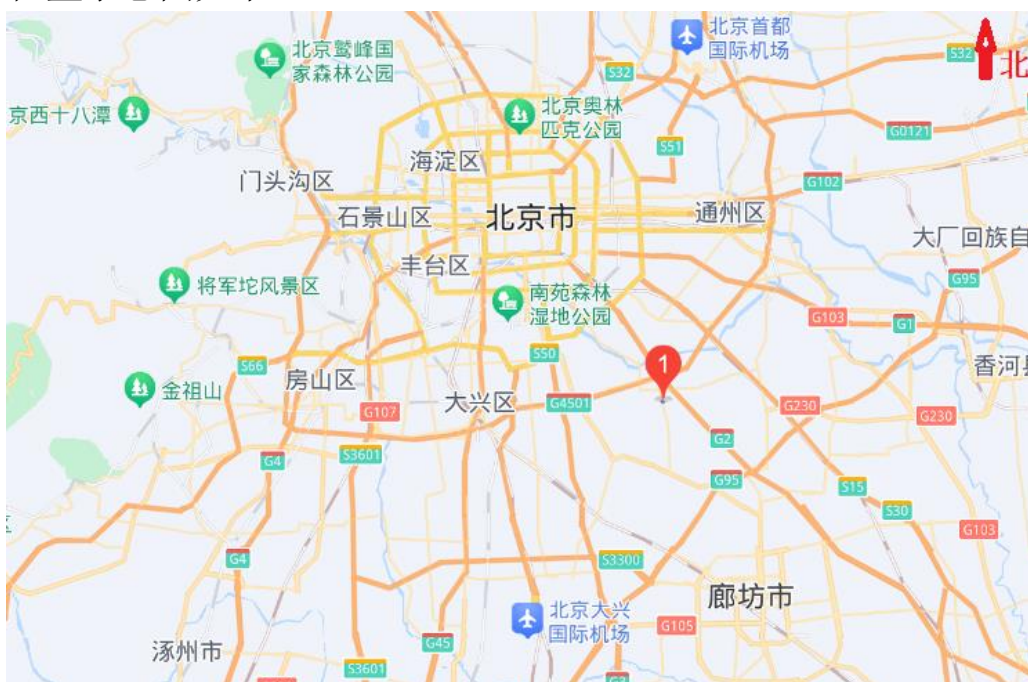 北京首都
国际机场
S32
北
北京鹫峰国
家森林公园
S32
京西十八潭
北京奥林
匹克公园
G0121
S51
海淀区
门头沟区
G102
石景山区
北京市
通州区
大厂回族自
丰台区
G95
将军坨风景区
南苑森林
湿地公园
G103
G1
S50
1
S66
香河县
房山区
金祖山
大兴区
G4501
G107
G230
G230
G2
S3601
G4
G95
S15
S30
G103
G4
S3300
廊坊市
北京大兴
国际机场
G105
涿州市
G45
S3601
G3